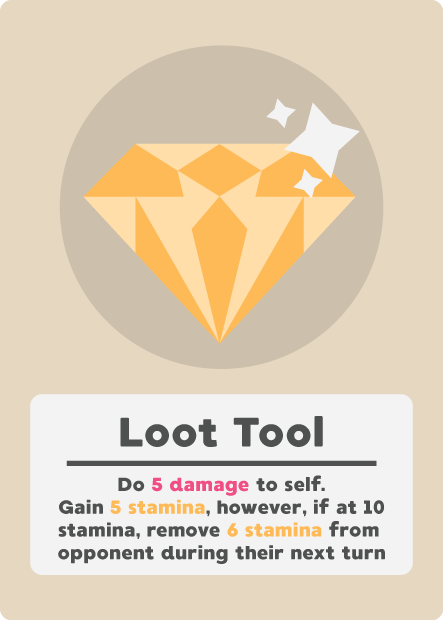 Loot Tool
Do 5 damage to self.
Gain 5 stamina, however, if at 10
stamina, remove 6 stamina from
opponent during their next turn